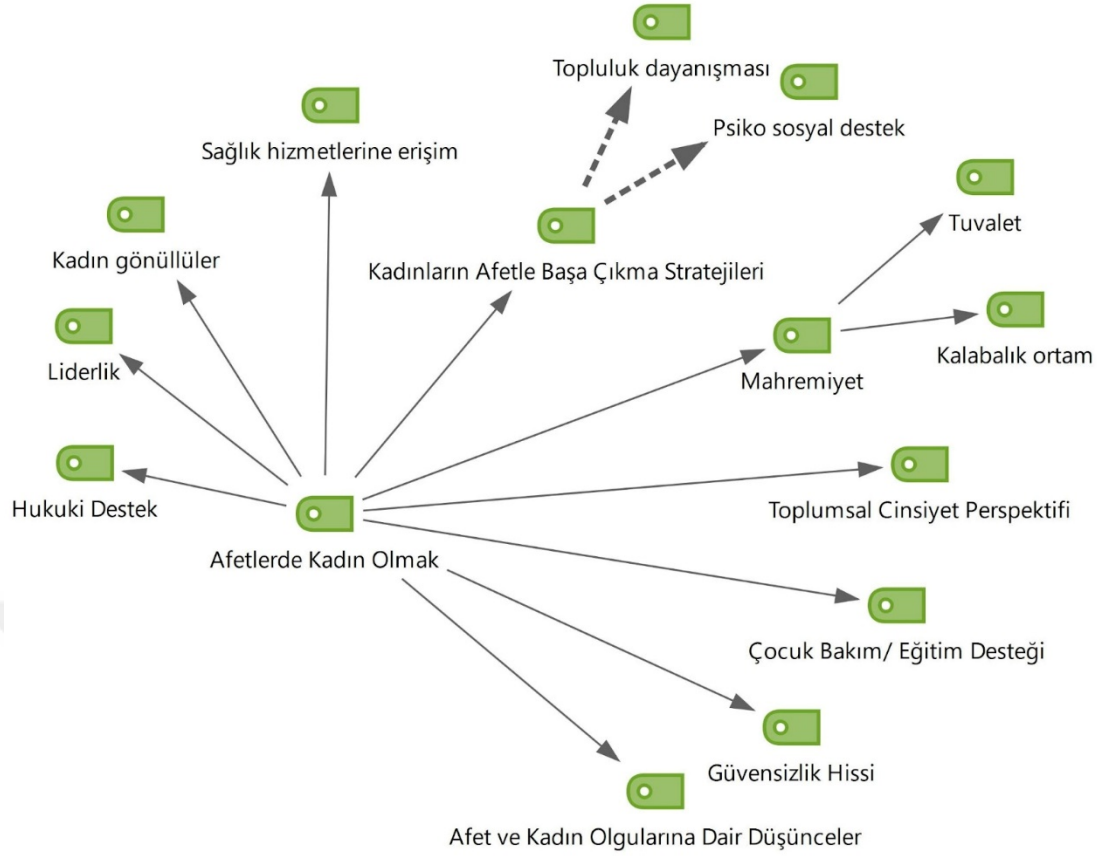 Topluluk dayanışması
Psiko sosyal destek
Sağlık hizmetlerine erişim
Tuvalet
Kadın gönüllüler
Kadınların Afetle Başa Çıkma Stratejileri
Kalabalık ortam
Liderlik
Mahremiyet
Hukuki Destek
Toplumsal Cinsiyet Perspektifi
Afetlerde Kadın Olmak
Çocuk Bakım/ Eğitim Desteği
Güvensizlik Hissi
Afet ve Kadın Olgularına Dair Düşünceler